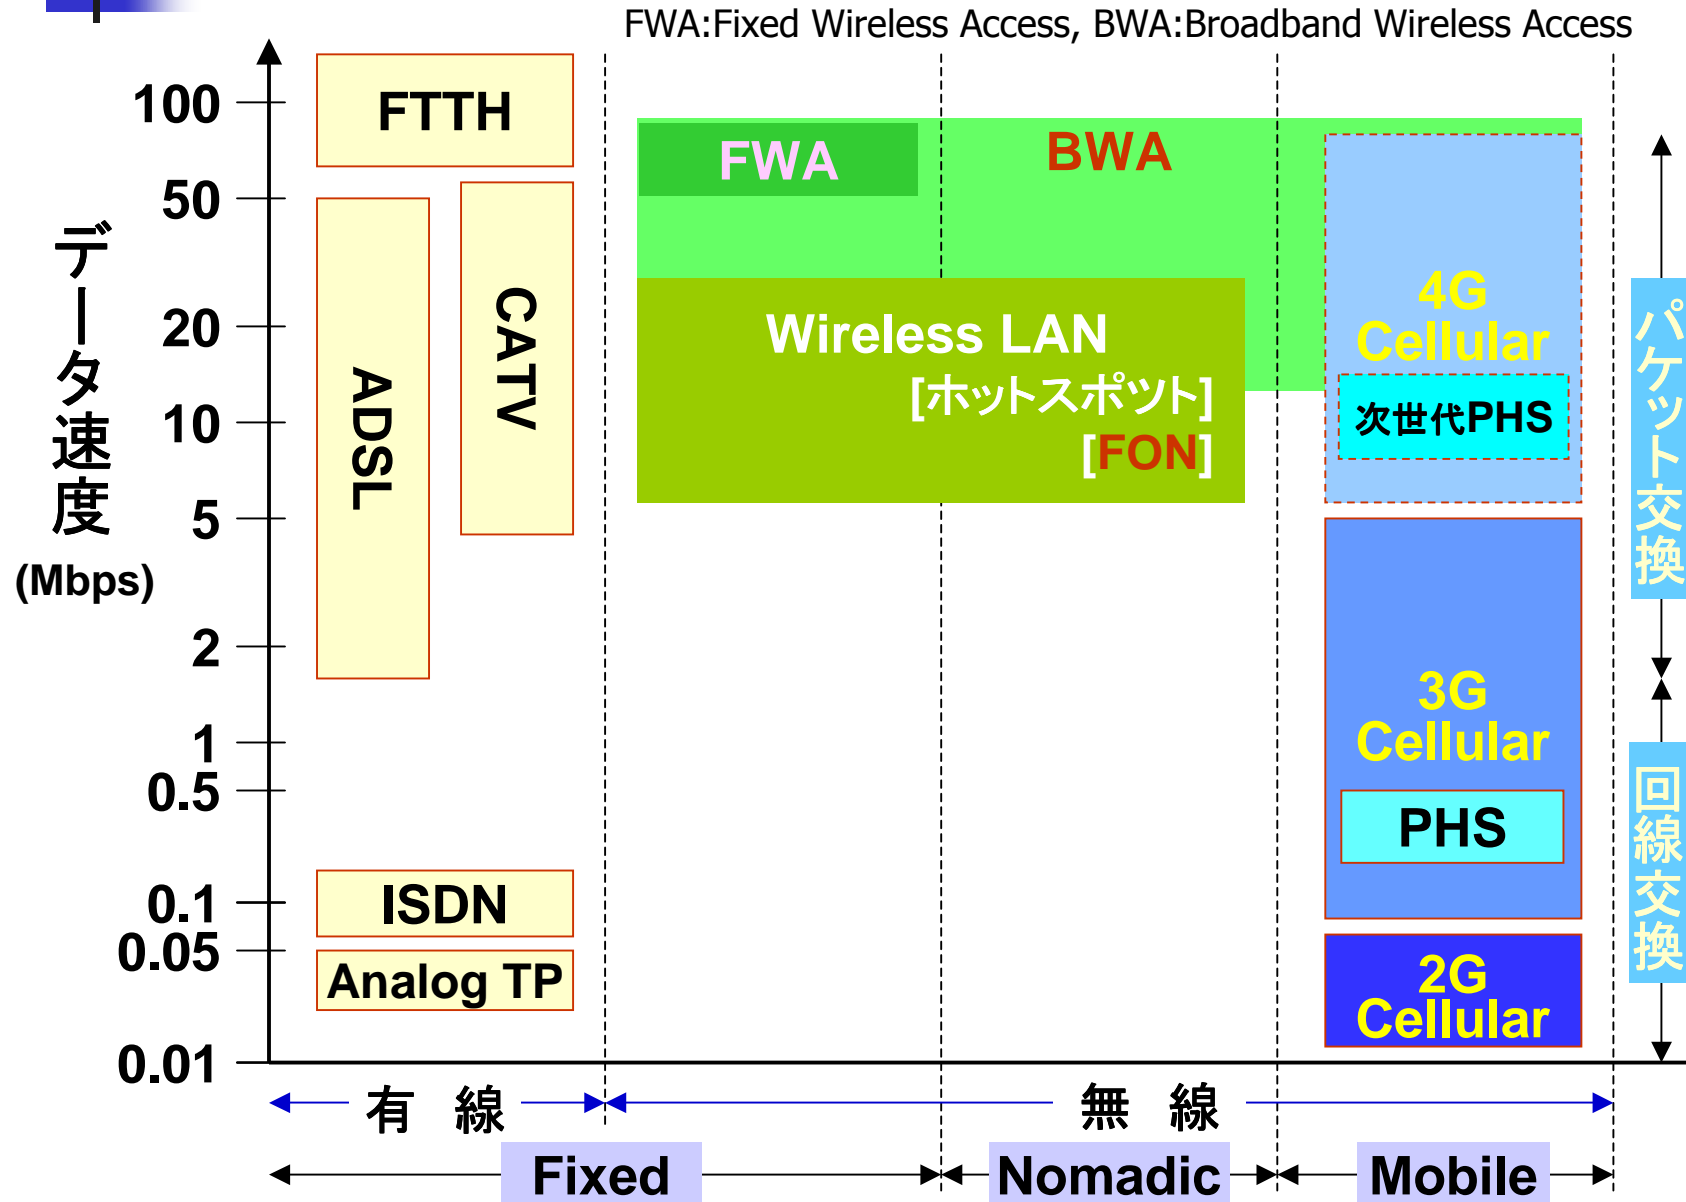 FWA:Fixed Wireless Access, BWA:Broadband Wireless Access
データ速度
(Mbps)
100
50
20
10
5
2
1
0.5
0.1
0.05
0.01
FTTH
CATV
ADSL
ISDN
Analog TP
FWA
BWA
Wireless LAN
[ホットスポツト]
[FON]
4G
Cellular
次世代PHS
3G
Cellular
PHS
2G
Cellular
パケット交換
回線交換
有 線
無 線
Fixed
Nomadic
Mobile